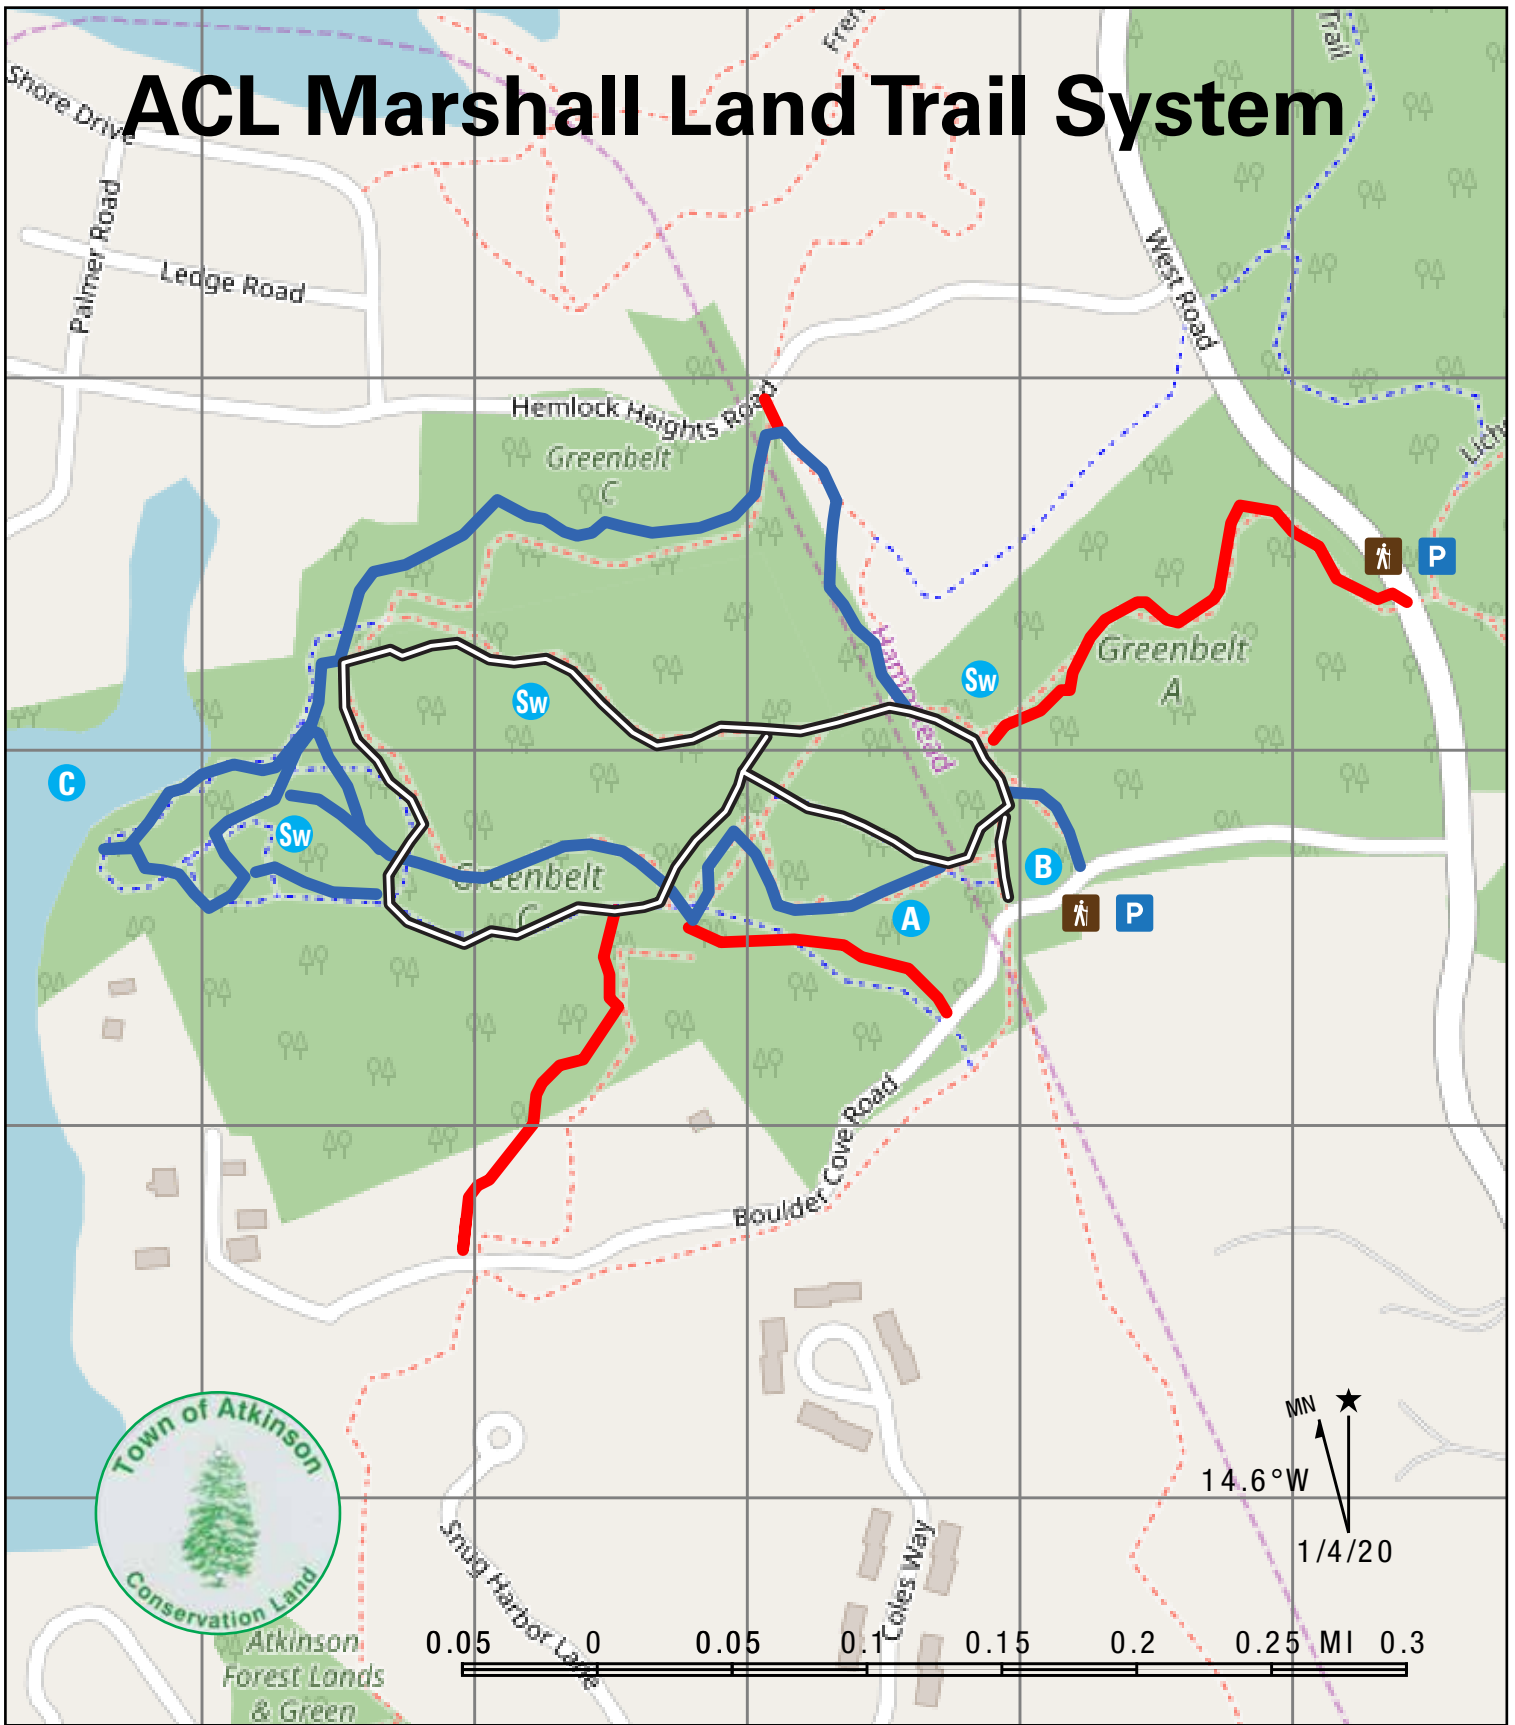 ACL Marshall Land Trail System
Shore Drive
Fren
Trail
Palmer Road
Ledge Road
West Road
Hemlock Heights Road
Greenbelt
C
Lich
P
Greenbelt
A
Hampstead
Sw
Sw
C
Sw
Greenbelt
C
B
A
P
Boulder Cove Road
Town of Atkinson
Conservation Land
MN
14.6°W
1/4/20
Snug Harbor Lane
Coles Way
Atkinson
Forest Lands
& Green
0.05 0 0.05 0.1 0.15 0.2 0.25 MI 0.3